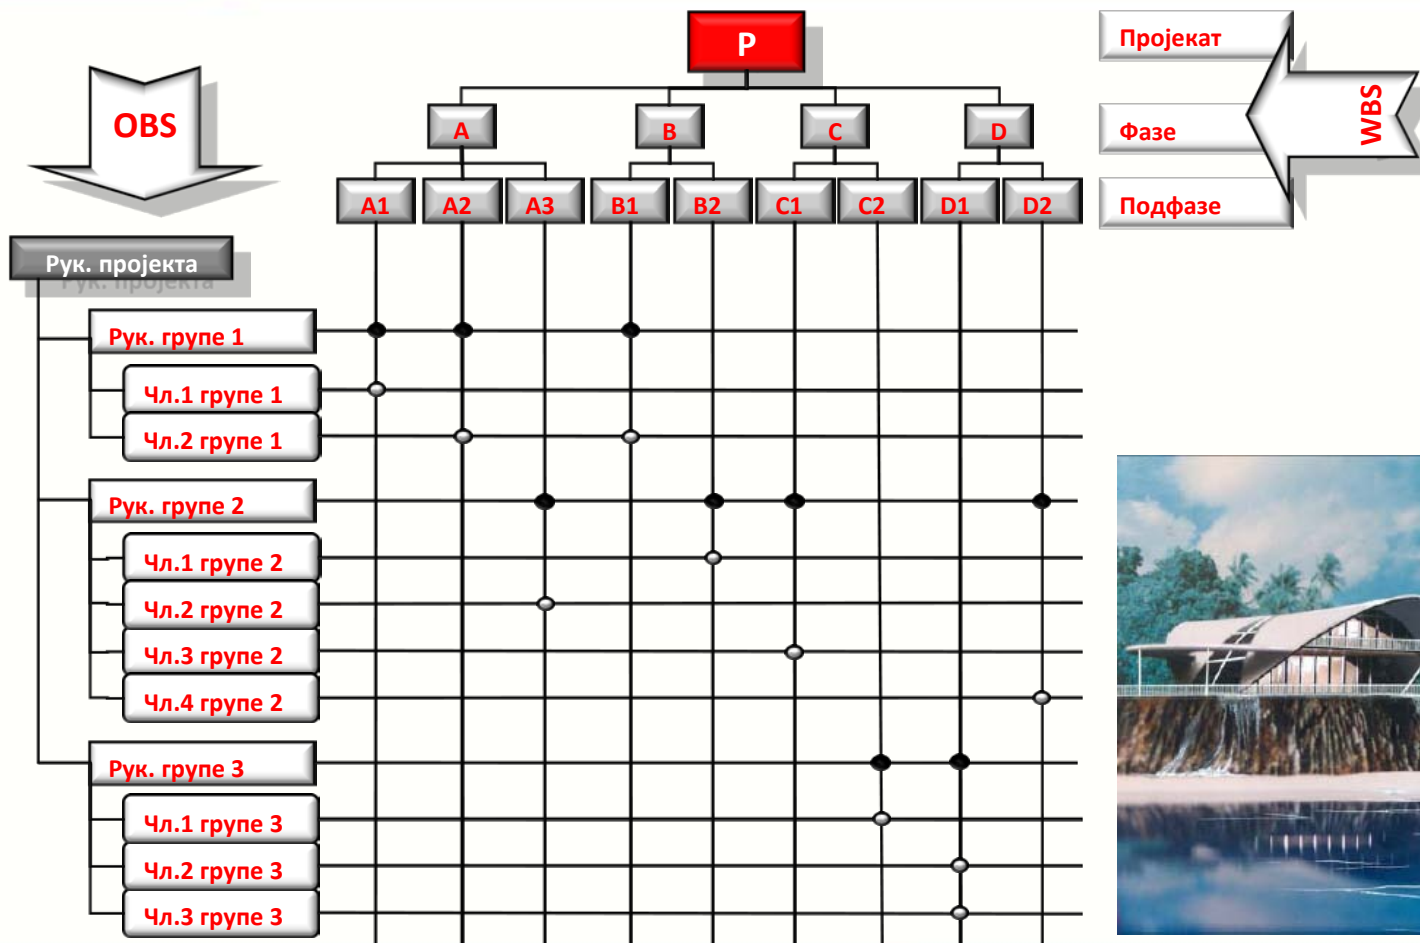 P
Пројекат
OBS
WBS
A
B
C
D
Фазе
A1
A2
A3
B1
B2
C1
C2
D1
D2
Подфазе
Рук. пројекта
Рук. групе 1
Чл.1 групе 1
Чл.2 групе 1
Рук. групе 2
Чл.1 групе 2
Чл.2 групе 2
Чл.3 групе 2
Чл.4 групе 2
Рук. групе 3
Чл.1 групе 3
Чл.2 групе 3
Чл.3 групе 3